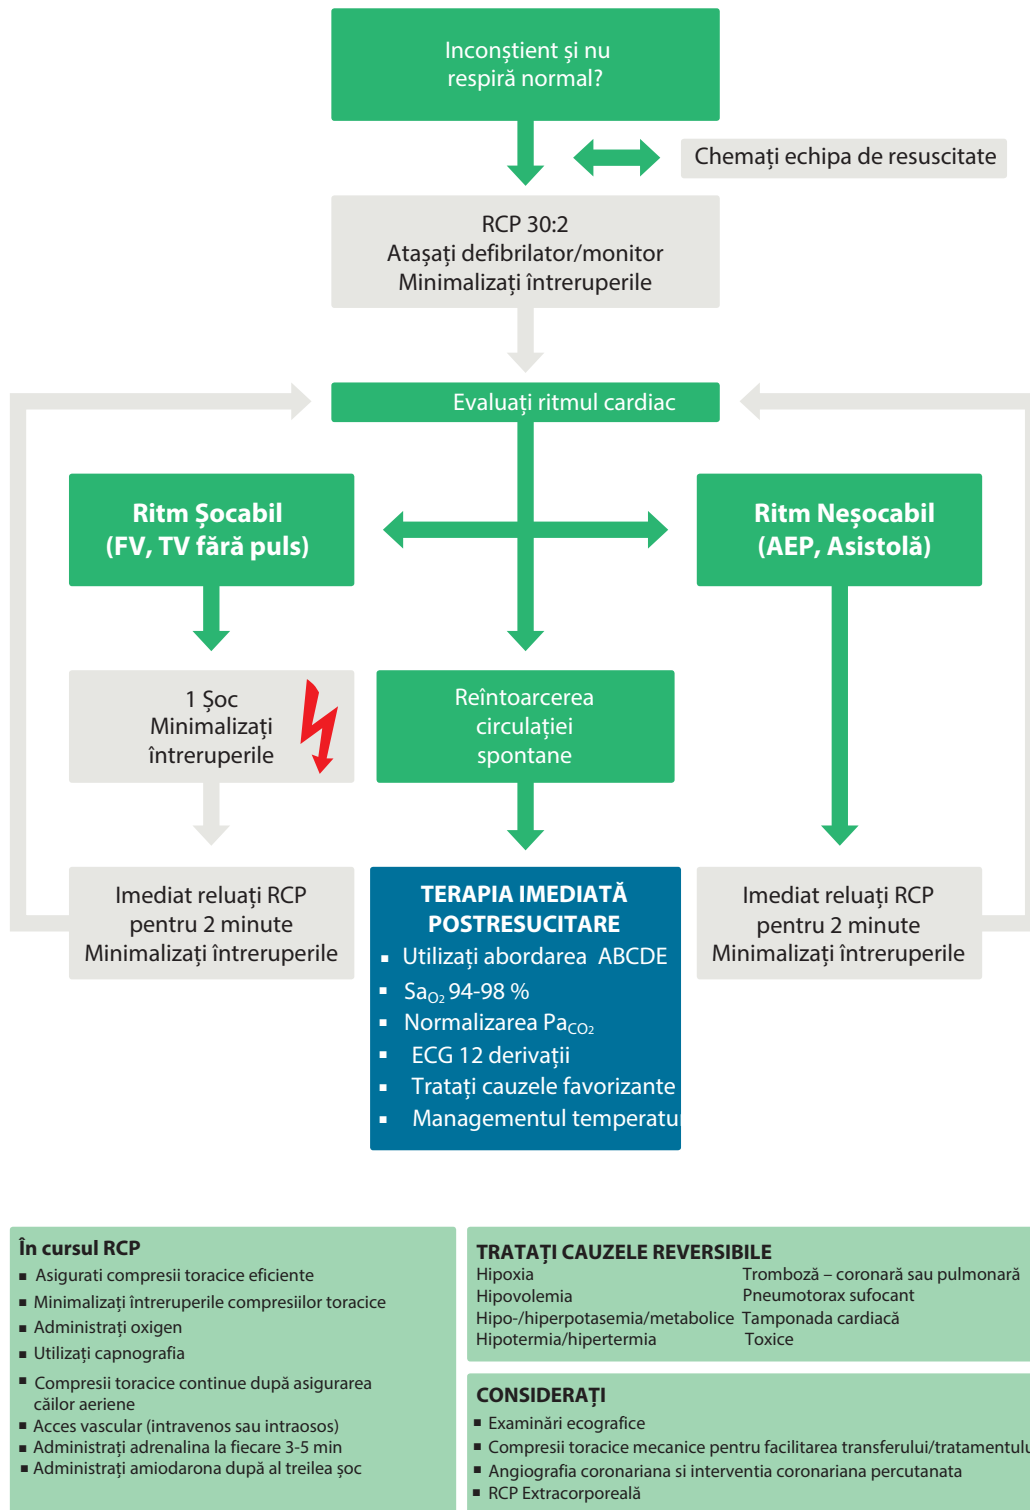 Inconștient și nu
respiră normal?
Chemați echipa de resuscitate
RCP 30:2
Atașați defibrilator/monitor
Minimalizați întreruperile
Evaluați ritmul cardiac
Ritm Șocabil
(FV, TV fără puls)
Ritm Neșocabil
(AEP, Asistolă)
1 Șoc
Minimalizați
întreruperile
Reîntoarcerea
circulației
spontane
Imediat reluați RCP
pentru 2 minute
Minimalizați întreruperile
TERAPIA IMEDIATĂ
POSTRESUCITARE
▪ Utilizați abordarea ABCDE
▪ SaO₂ 94-98 %
▪ Normalizarea PaCO₂
▪ ECG 12 derivații
▪ Tratați cauzele favorizante
▪ Managementul temperatu
Imediat reluați RCP
pentru 2 minute
Minimalizați întreruperile
În cursul RCP
▪ Asigurati compresii toracice eficiente
▪ Minimalizați întreruperile compresiilor toracice
▪ Administrați oxigen
▪ Utilizați capnografia
▪ Compresii toracice continue după asigurarea
căilor aeriene
▪ Acces vascular (intravenos sau intraosos)
▪ Administrați adrenalina la fiecare 3-5 min
▪ Administrați amiodarona după al treilea șoc
TRATAȚI CAUZELE REVERSIBILE
Hipoxia Tromboză – coronară sau pulmonară
Hipovolemia Pneumotorax sufocant
Hipo-/hiperpotasemia/metabolice Tamponada cardiacă
Hipotermia/hipertermia Toxice
CONSIDERAȚI
▪ Examinări ecografice
▪ Compresii toracice mecanice pentru facilitarea transferului/tratamentulu
▪ Angiografia coronariana si interventia coronariana percutanata
▪ RCP Extracorporeală